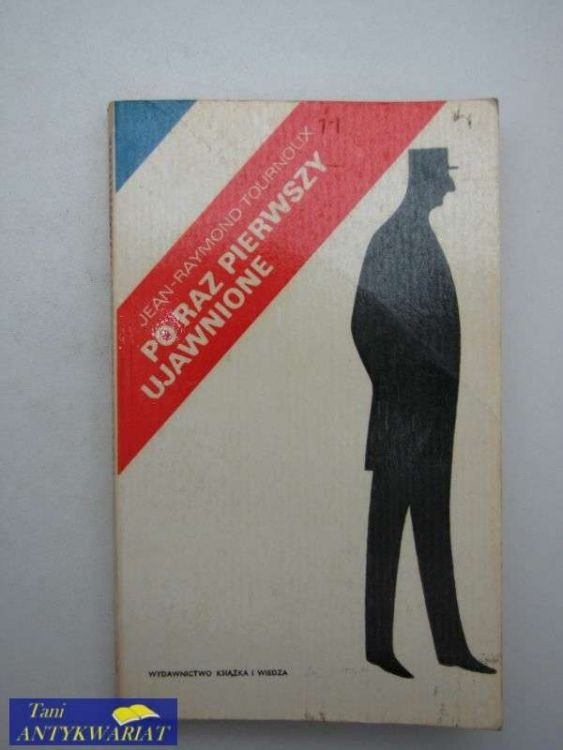 JEAN-RAYMOND TOURNOUX
PO RAZ PIERWSZY
UJAWNIONE
WYDAWNICTWO KSIĄŻKA I WIEDZA
Tani
ANTYKWARIAT